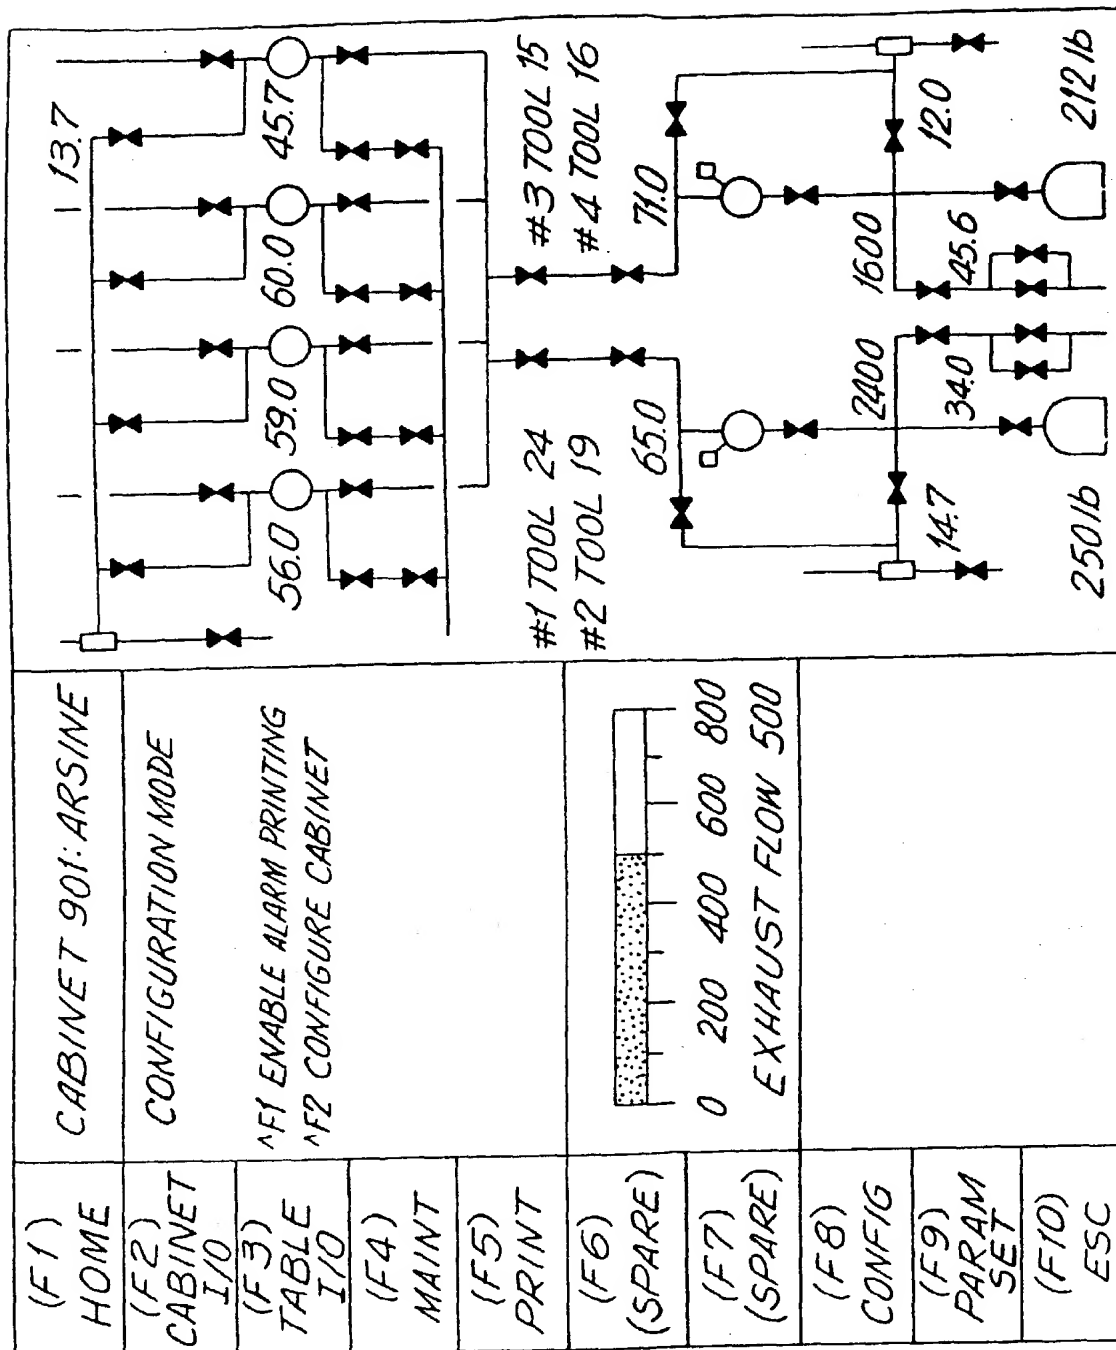 (F1)
HOME
(F2)
CABINET
I/O
(F3)
TABLE
I/O
(F4)
MAINT
(F5)
PRINT
(F6)
(SPARE)
(F7)
(SPARE)
(F8)
CONFIG
(F9)
PARAM
SET
(F10)
ESC
CABINET 901: ARSINE
CONFIGURATION MODE
^F1 ENABLE ALARM PRINTING
^F2 CONFIGURE CABINET
0 200 400 600 800
EXHAUST FLOW 500
13.7
56.0 59.0 60.0 45.7
#1 TOOL 24 #3 TOOL 15
#2 TOOL 19 #4 TOOL 16
65.0 71.0
2400 1600
14.7 34.0 45.6 12.0
250 lb 212 lb